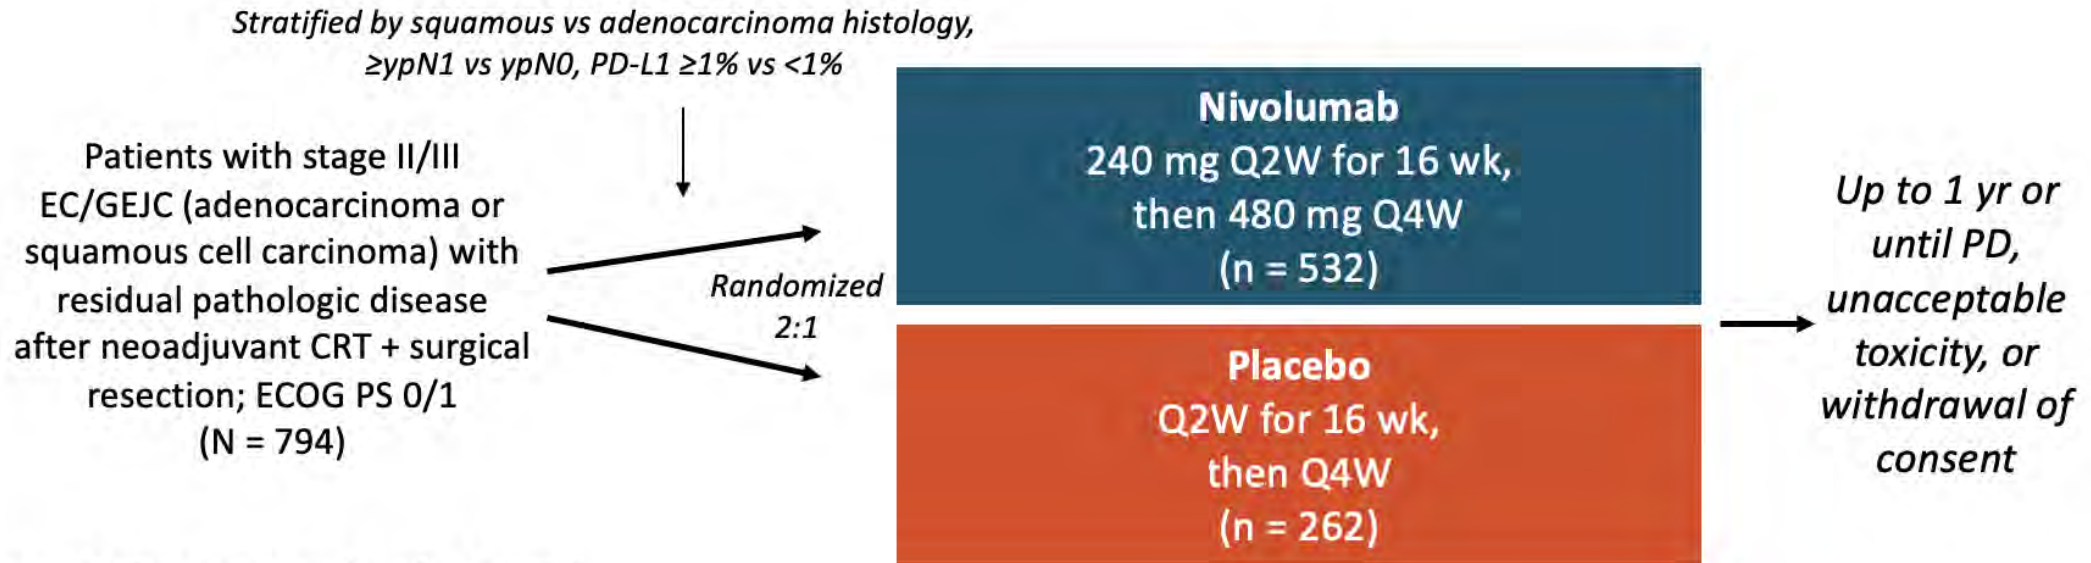 Stratified by squamous vs adenocarcinoma histology,
≥ypN1 vs ypN0, PD-L1 ≥1% vs <1%
Patients with stage II/III
EC/GEJC (adenocarcinoma or
squamous cell carcinoma) with
residual pathologic disease
after neoadjuvant CRT + surgical
resection; ECOG PS 0/1
(N = 794)
Randomized
2:1
Nivolumab
240 mg Q2W for 16 wk,
then 480 mg Q4W
(n = 532)
Placebo
Q2W for 16 wk,
then Q4W
(n = 262)
Up to 1 yr or
until PD,
unacceptable
toxicity, or
withdrawal of
consent